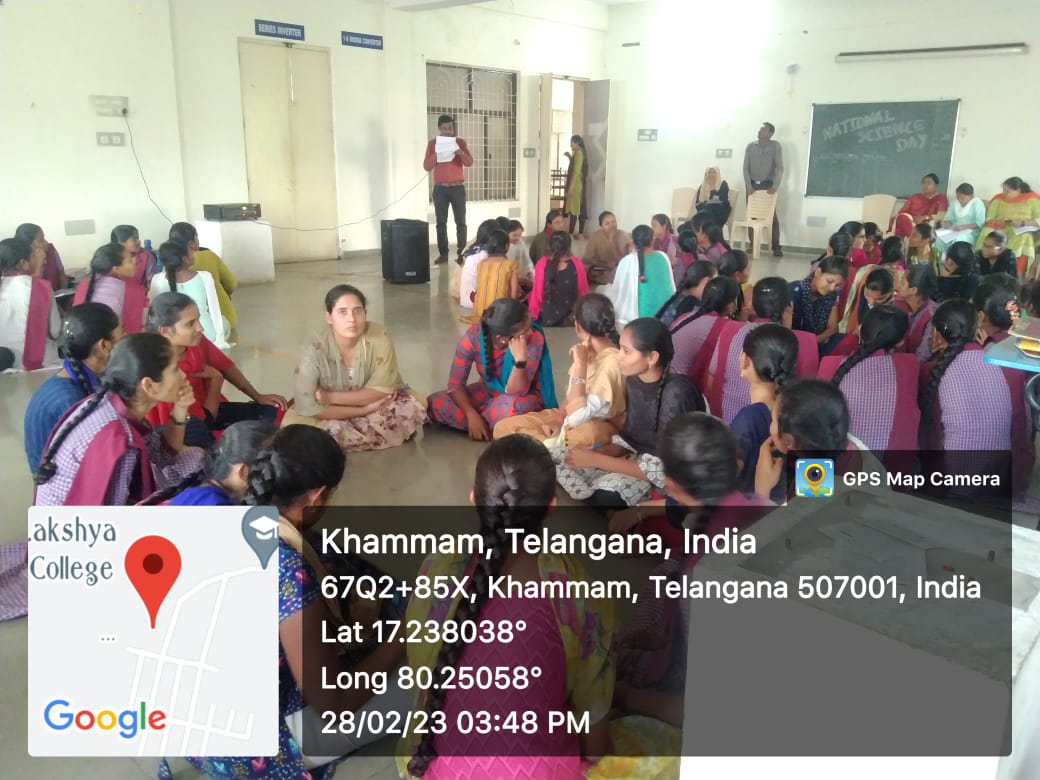 SERIES INVERTER
1-Φ BRIDGE CONVERTER
NATIONAL
SCIENCE
DAY
GPS Map Camera
akshya
College
...
Google
Khammam, Telangana, India
67Q2+85X, Khammam, Telangana 507001, India
Lat 17.238038°
Long 80.25058°
28/02/23 03:48 PM